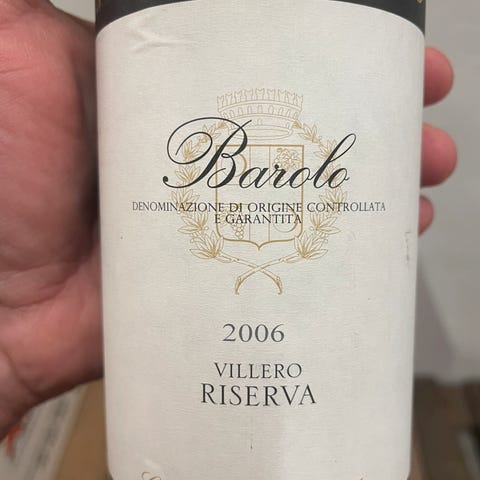 Barolo
DENOMINAZIONE DI ORIGINE CONTROLLATA
E GARANTITA
2006
VILLERO
RISERVA